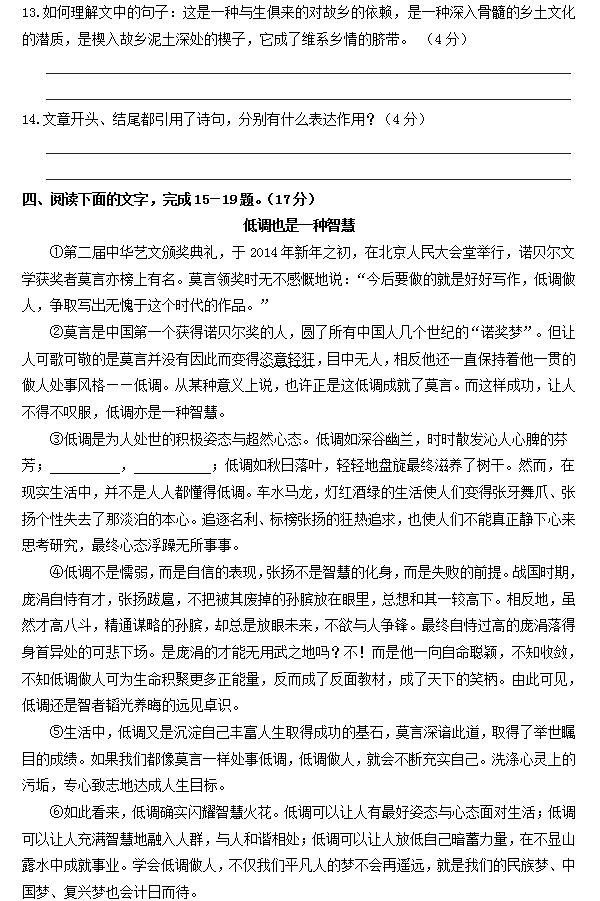 13.如何理解文中的句子：这是一种与生俱来的对故乡的依赖，是一种深入骨髓的乡土文化
的潜质，是楔入故乡泥土深处的楔子，它成了维系乡情的脐带。 （4分）
14.文章开头、结尾都引用了诗句，分别有什么表达作用？（4分）
四、阅读下面的文字，完成15－19题。（17分）
低调也是一种智慧
①第二届中华艺文颁奖典礼，于2014年新年之初，在北京人民大会堂举行，诺贝尔文
学获奖者莫言亦榜上有名。莫言领奖时无不感慨地说：“今后要做的就是好好写作，低调做
人，争取写出无愧于这个时代的作品。”
②莫言是中国第一个获得诺贝尔奖的人，圆了所有中国人几个世纪的“诺奖梦”。但让
人可歌可敬的是莫言并没有因此而变得恣意轻狂，目中无人，相反他还一直保持着他一贯的
做人处事风格——低调。从某种意义上说，也许正是这低调成就了莫言。而这样成功，让人
不得不叹服，低调亦是一种智慧。
③低调是为人处世的积极姿态与超然心态。低调如深谷幽兰，时时散发沁人心脾的芬
芳；__________，___________；低调如秋日落叶，轻轻地盘旋最终滋养了树干。然而，在
现实生活中，并不是人人都懂得低调。车水马龙，灯红酒绿的生活使人们变得张牙舞爪、张
扬个性失去了那淡泊的本心。追逐名利、标榜张扬的狂热追求，也使人们不能真正静下心来
思考研究，最终心态浮躁无所事事。
④低调不是懦弱，而是自信的表现，张扬不是智慧的化身，而是失败的前提。战国时期，
庞涓自恃有才，张扬跋扈，不把被其废掉的孙膑放在眼里，总想和其一较高下。相反地，虽
然才高八斗，精通谋略的孙膑，却总是放眼未来，不欲与人争锋。最终自恃过高的庞涓落得
身首异处的可悲下场。是庞涓的才能无用武之地吗？不！而是他一向自命聪颖，不知收敛，
不知低调做人可为生命积聚更多正能量，反而成了反面教材，成了天下的笑柄。由此可见，
低调还是智者韬光养晦的远见卓识。
⑤生活中，低调又是沉淀自己丰富人生取得成功的基石，莫言深谙此道，取得了举世瞩
目的成绩。如果我们都像莫言一样处事低调，低调做人，就会不断充实自己。洗涤心灵上的
污垢，专心致志地达成人生目标。
⑥如此看来，低调确实闪耀智慧火花。低调可以让人有最好姿态与心态面对生活；低调
可以让人充满智慧地融入人群，与人和谐相处；低调可以让人放低自己暗蓄力量，在不显山
露水中成就事业。学会低调做人，不仅我们平凡人的梦不会再遥远，就是我们的民族梦、中
国梦、复兴梦也会计日而待。